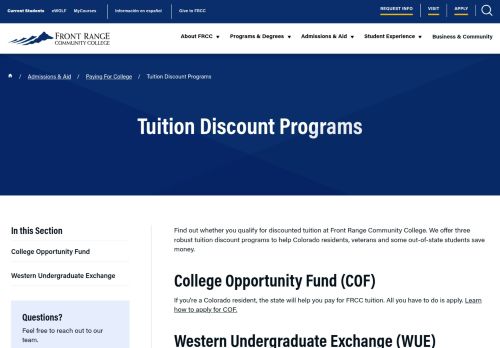 Current Students eWOLF MyCourses Información en español Give to FRCC REQUEST INFO VISIT APPLY
FRONT RANGE
COMMUNITY COLLEGE
About FRCC Programs & Degrees Admissions & Aid Student Experience Business & Community
/ Admissions & Aid / Paying For College / Tuition Discount Programs
Tuition Discount Programs
In this Section
College Opportunity Fund
Western Undergraduate Exchange
Questions?
Feel free to reach out to our
team.
Find out whether you qualify for discounted tuition at Front Range Community College. We offer three
robust tuition discount programs to help Colorado residents, veterans and some out-of-state students save
money.
College Opportunity Fund (COF)
If you're a Colorado resident, the state will help you pay for FRCC tuition. All you have to do is apply. Learn
how to apply for COF.
Western Undergraduate Exchange (WUE)